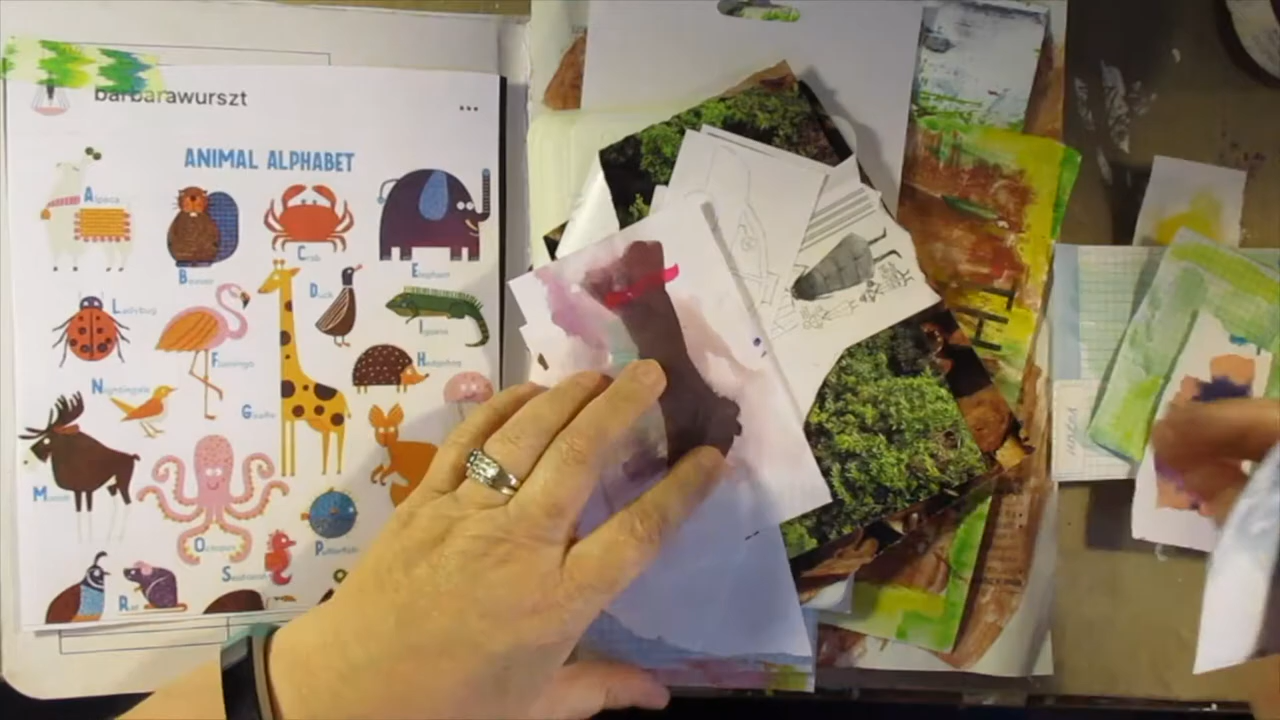 barbarawurszt
...
ANIMAL ALPHABET
Alpaca
Beaver
Crab
Elephant
Duck
Ladybug
Iguana
Flamingo
Hedgehog
Nightingale
Giraffe
Moose
Octopus
Pufferfish
Seahorse
Rat